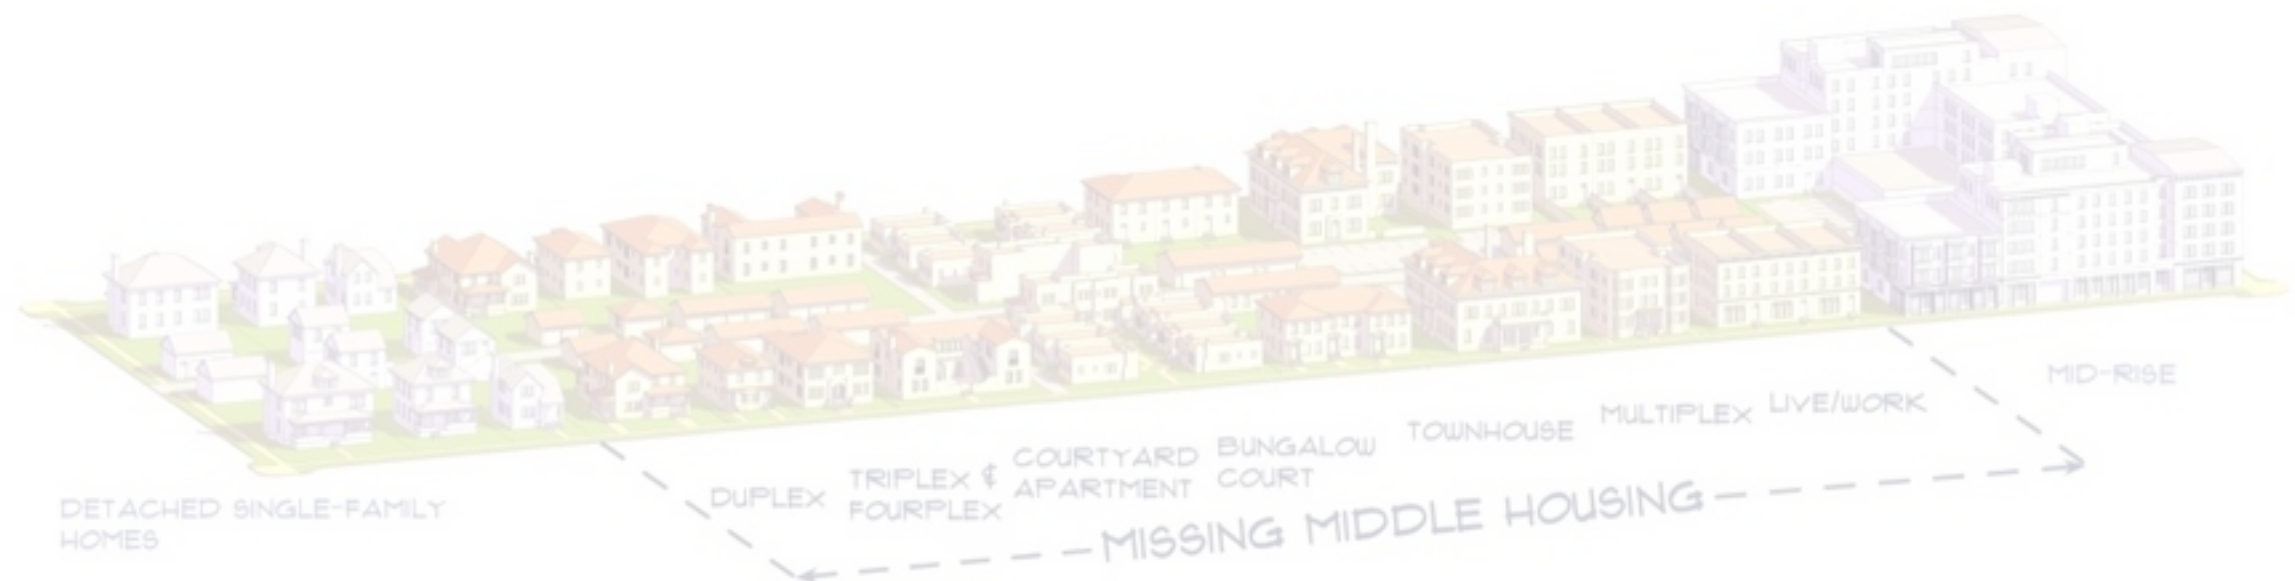 DETACHED SINGLE-FAMILY
HOMES
DUPLEX
TRIPLEX &
FOURPLEX
COURTYARD
APARTMENT
BUNGALOW
COURT
TOWNHOUSE
MULTIPLEX
LIVE/WORK
MID-RISE
MISSING MIDDLE HOUSING